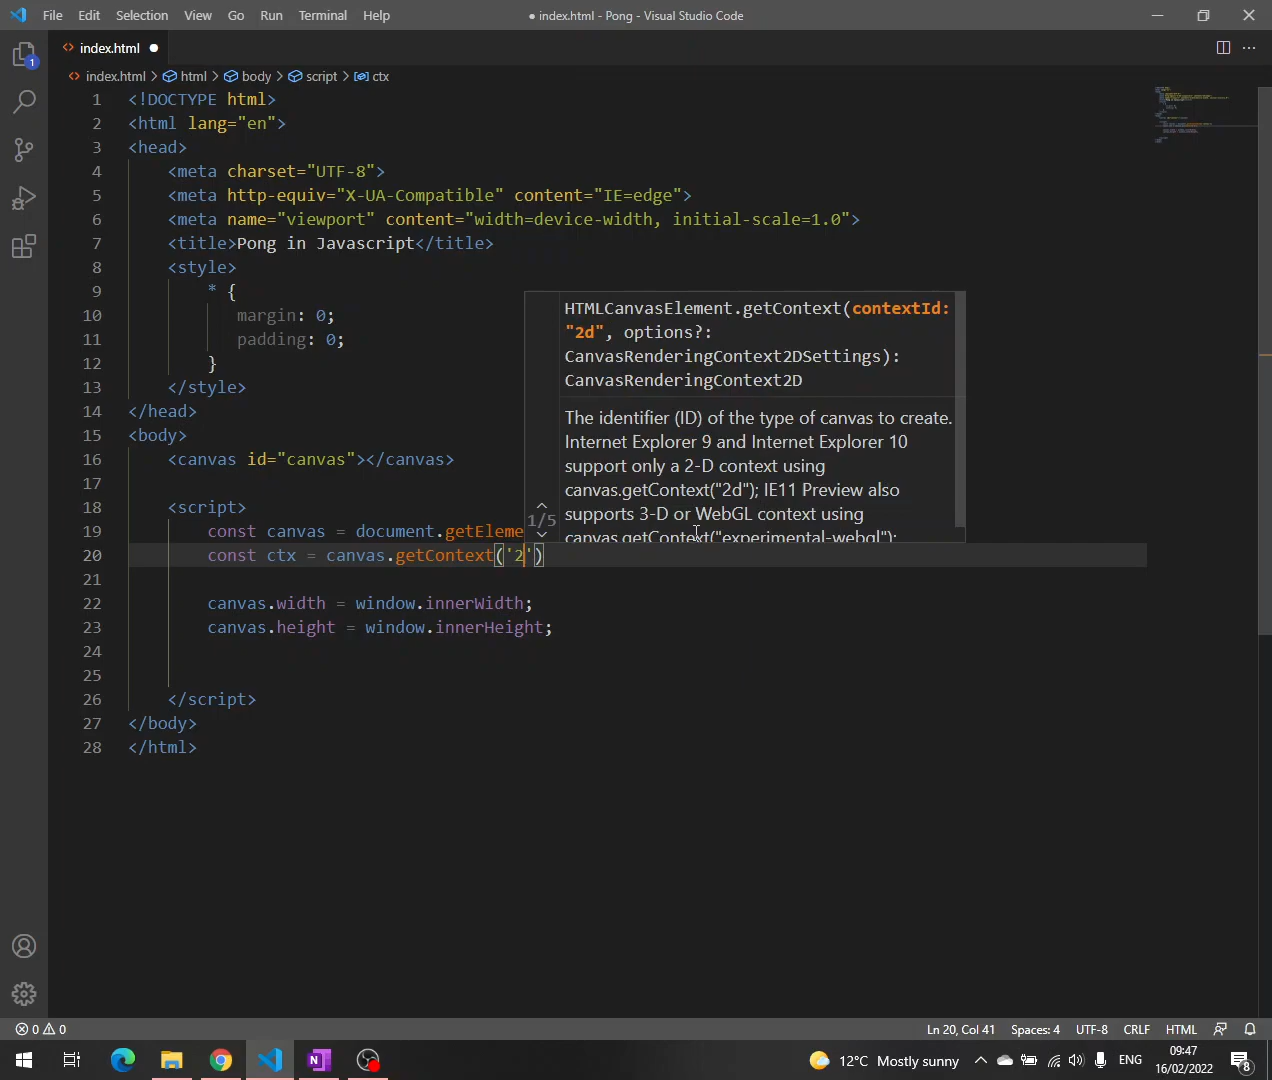 File Edit Selection View Go Run Terminal Help ● index.html - Pong - Visual Studio Code
index.html ●
index.html > html > body > script > ctx
1 <!DOCTYPE html>
2 <html lang="en">
3 <head>
4 <meta charset="UTF-8">
5 <meta http-equiv="X-UA-Compatible" content="IE=edge">
6 <meta name="viewport" content="width=device-width, initial-scale=1.0">
7 <title>Pong in Javascript</title>
8 <style>
9 * {
10 margin: 0;
11 padding: 0;
12 }
13 </style>
14 </head>
15 <body>
16 <canvas id="canvas"></canvas>
17
18 <script>
19 const canvas = document.getEleme
20 const ctx = canvas.getContext('2')
21
22 canvas.width = window.innerWidth;
23 canvas.height = window.innerHeight;
24
25
26 </script>
27 </body>
28 </html>
HTMLCanvasElement.getContext(contextId:
"2d", options?:
CanvasRenderingContext2DSettings):
CanvasRenderingContext2D
The identifier (ID) of the type of canvas to create.
Internet Explorer 9 and Internet Explorer 10
support only a 2-D context using
canvas.getContext("2d"); IE11 Preview also
supports 3-D or WebGL context using
canvas.getContext("experimental-webgl");
1/5
1
0 0 Ln 20, Col 41 Spaces: 4 UTF-8 CRLF HTML
12°C Mostly sunny ENG 09:47
16/02/2022
8